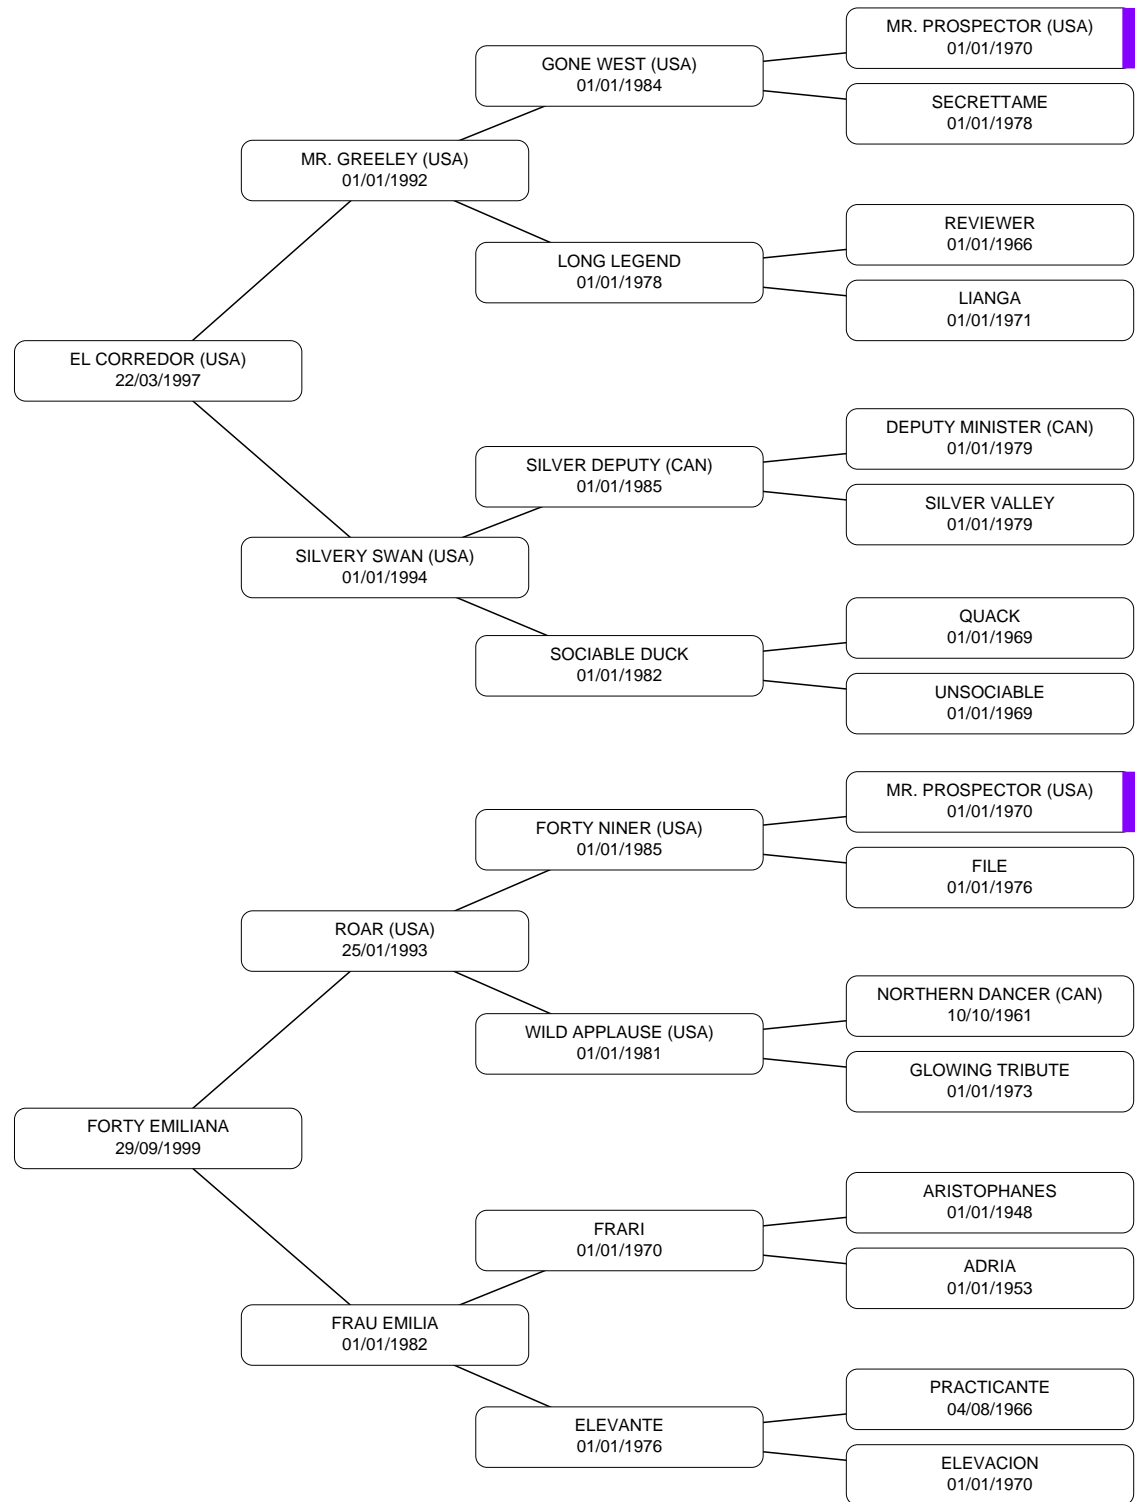 MR. PROSPECTOR (USA)
01/01/1970
GONE WEST (USA)
01/01/1984
SECRETTAME
01/01/1978
MR. GREELEY (USA)
01/01/1992
REVIEWER
01/01/1966
LONG LEGEND
01/01/1978
LIANGA
01/01/1971
EL CORREDOR (USA)
22/03/1997
DEPUTY MINISTER (CAN)
01/01/1979
SILVER DEPUTY (CAN)
01/01/1985
SILVER VALLEY
01/01/1979
SILVERY SWAN (USA)
01/01/1994
QUACK
01/01/1969
SOCIABLE DUCK
01/01/1982
UNSOCIABLE
01/01/1969
MR. PROSPECTOR (USA)
01/01/1970
FORTY NINER (USA)
01/01/1985
FILE
01/01/1976
ROAR (USA)
25/01/1993
NORTHERN DANCER (CAN)
10/10/1961
WILD APPLAUSE (USA)
01/01/1981
GLOWING TRIBUTE
01/01/1973
FORTY EMILIANA
29/09/1999
ARISTOPHANES
01/01/1948
FRARI
01/01/1970
ADRIA
01/01/1953
FRAU EMILIA
01/01/1982
PRACTICANTE
04/08/1966
ELEVANTE
01/01/1976
ELEVACION
01/01/1970